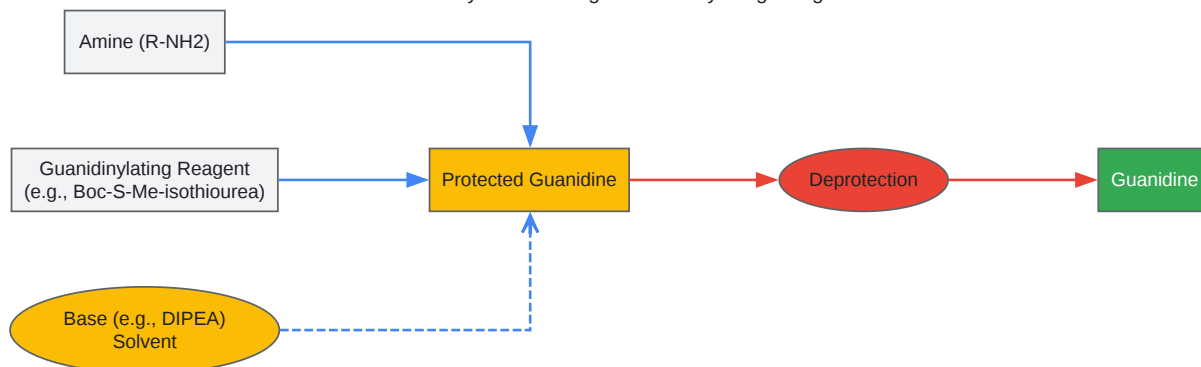 Amine (R-NH2)
Guanidinylating Reagent
(e.g., Boc-S-Me-isothiourea)
Protected Guanidine
Deprotection
Guanidine
Base (e.g., DIPEA)
Solvent